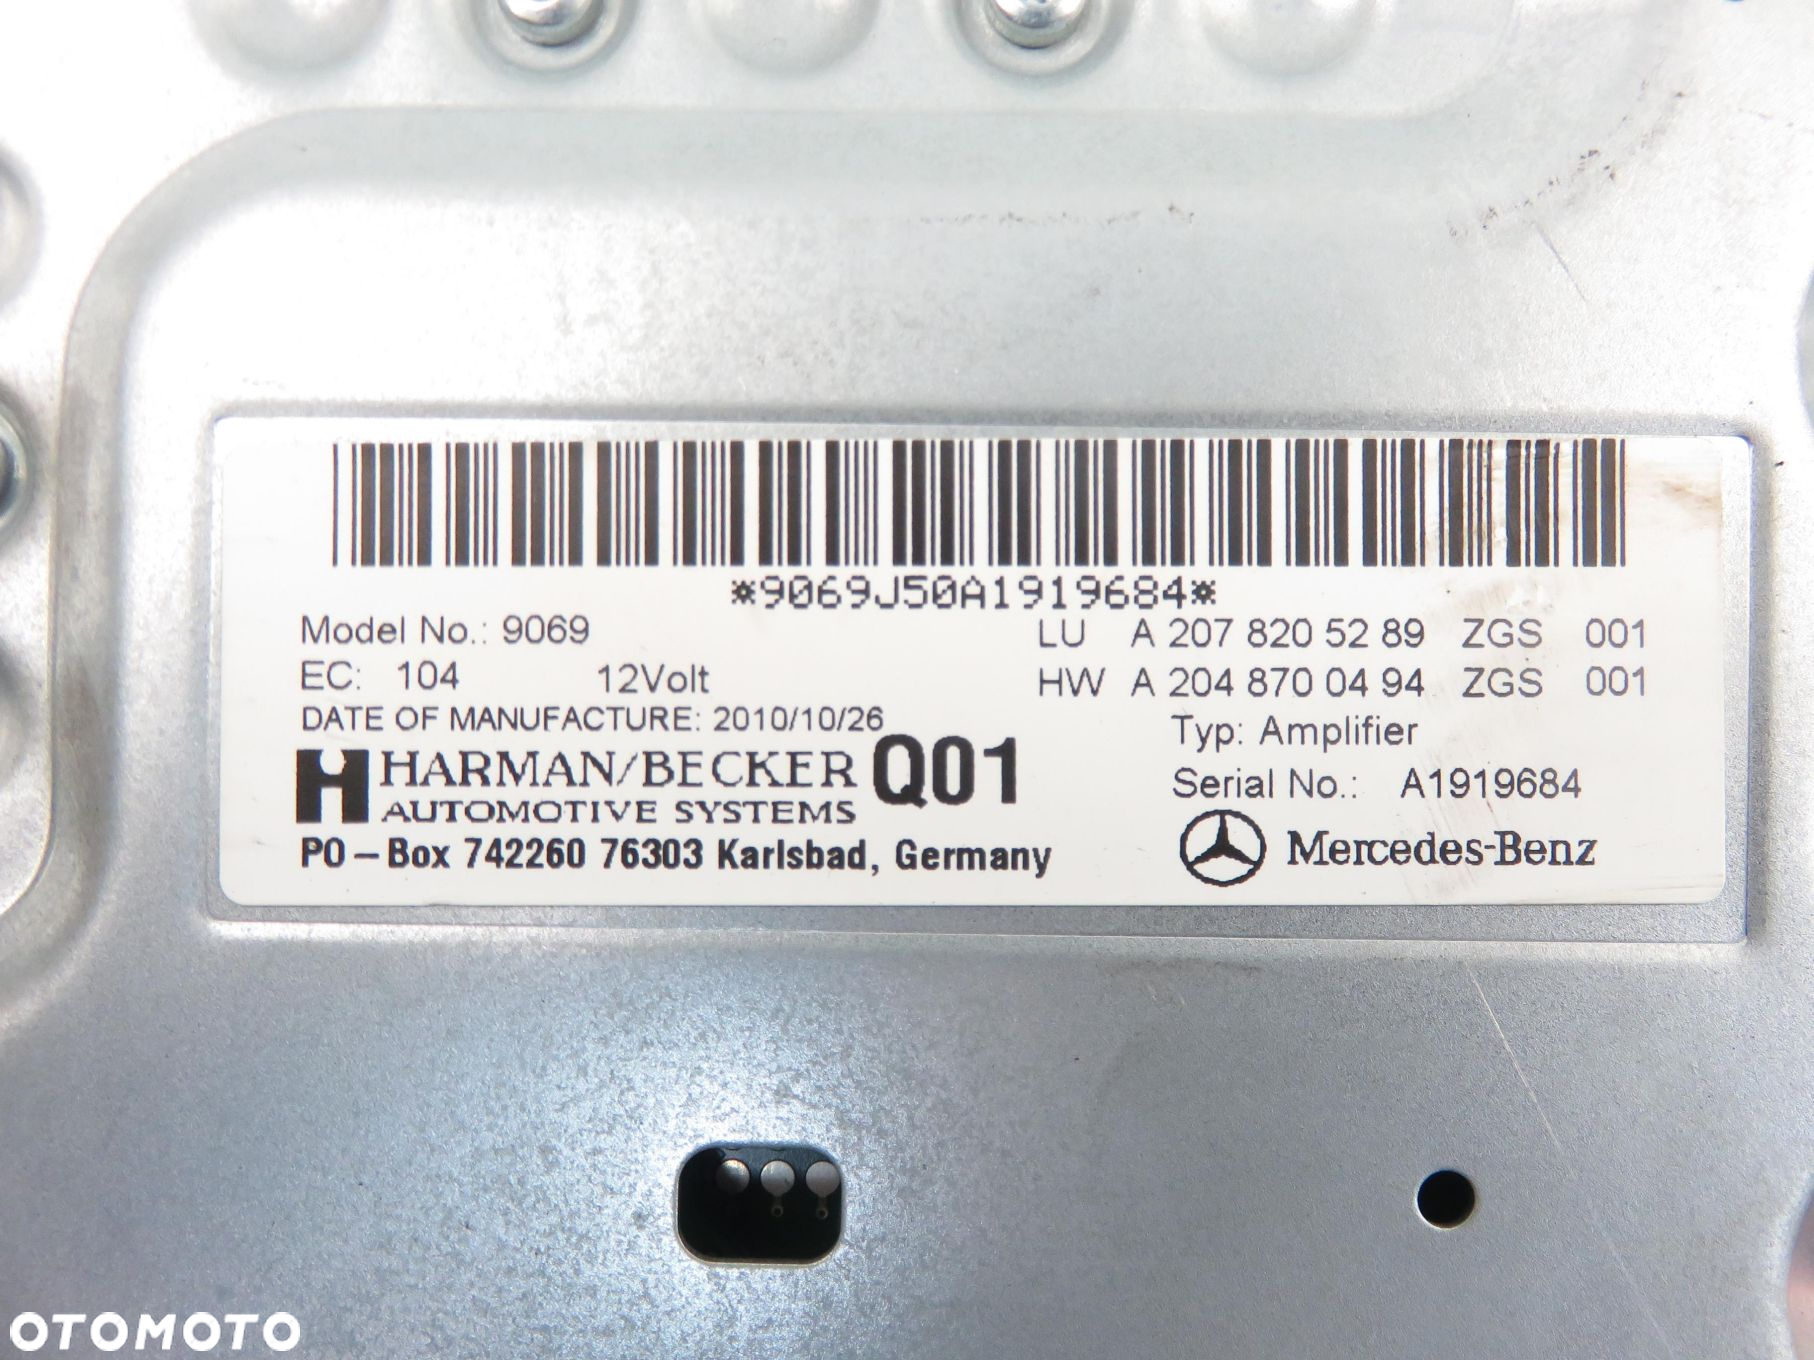 *9069J50A1919684*
Model No.: 9069
EC: 104 12Volt
DATE OF MANUFACTURE: 2010/10/26
HARMAN/BECKER Q01
AUTOMOTIVE SYSTEMS
PO-Box 742260 76303 Karlsbad, Germany
LU A 207 820 52 89 ZGS 001
HW A 204 870 04 94 ZGS 001
Typ: Amplifier
Serial No.: A1919684
Mercedes-Benz
OTOMOTO